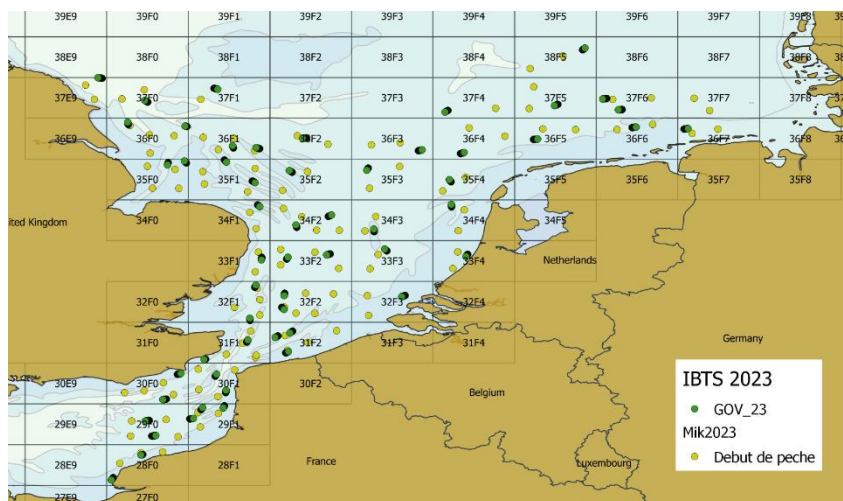 39E9 39F0 39F1 39F2 39F3 39F4 39F5 39F6 39F7 39F8
38E9 38F0 38F1 38F2 38F3 38F4 38F5 38F6 38F7 38F8 38
37E9 37F0 37F1 37F2 37F3 37F4 37F5 37F6 37F7 37F8 37
36E9 36F0 36F1 36F3 36F4 36F5 36F6 36F7 36F8
35F0 35F1 35F2 35F3 35F4 35F5 35F6 35F7 35F8
United Kingdom 34F0 34F1 34F2 34F3 34F4 34F5
33F1 33F2 33F3 33F4 Netherlands
32F0 32F1 32F2 32F3 32F4
31F0 31F1 31F2 31F3 31F4 Germany
30E9 30F0 30F1 30F2 Belgium
29E9 29F0 29F1
28E9 28F0 28F1 France Luxembourg
27E9 27F0
IBTS 2023
GOV_23
Mik2023
Debut de peche